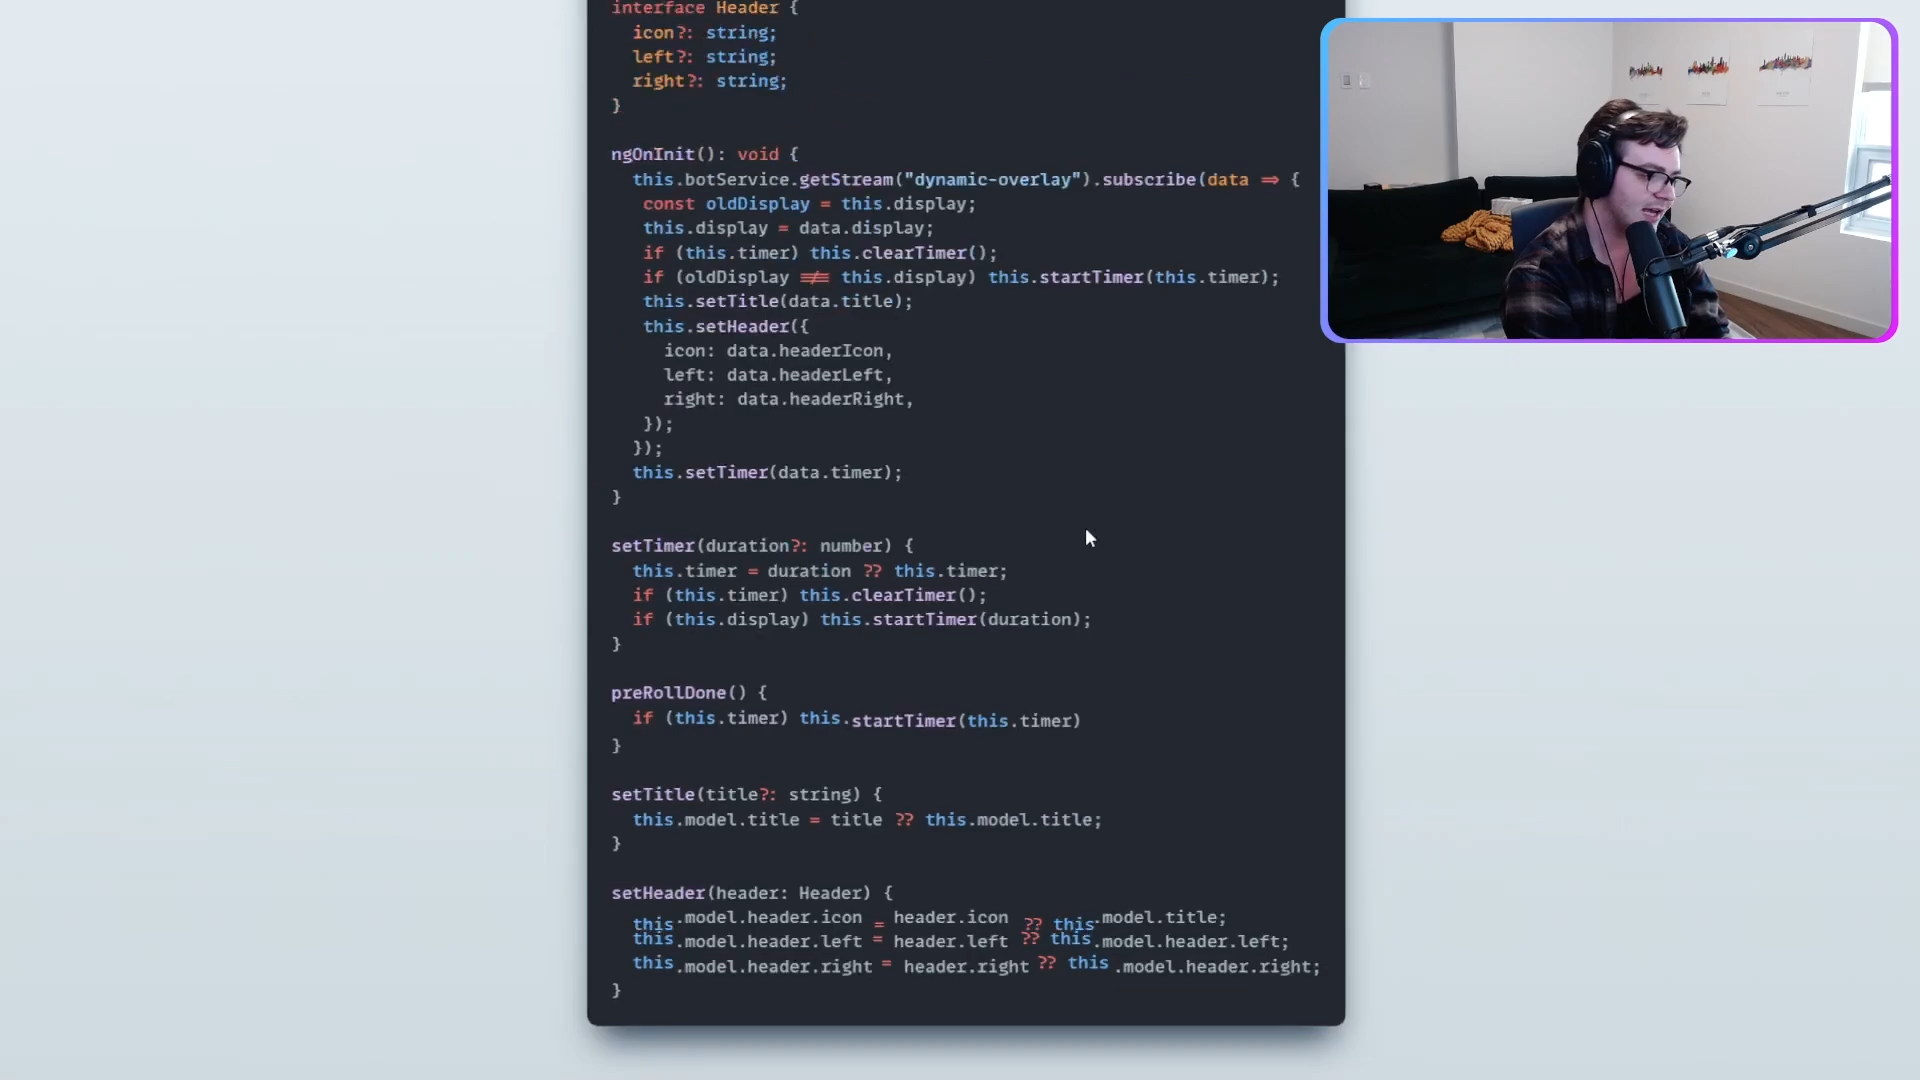 interface Header {
icon?: string;
left?: string;
right?: string;
}
ngOnInit(): void {
this.botService.getStream("dynamic-overlay").subscribe(data => {
const oldDisplay = this.display;
this.display = data.display;
if (this.timer) this.clearTimer();
if (oldDisplay !== this.display) this.startTimer(this.timer);
this.setTitle(data.title);
this.setHeader({
icon: data.headerIcon,
left: data.headerLeft,
right: data.headerRight,
});
});
this.setTimer(data.timer);
}
setTimer(duration?: number) {
this.timer = duration ?? this.timer;
if (this.timer) this.clearTimer();
if (this.display) this.startTimer(duration);
}
preRollDone() {
if (this.timer) this.startTimer(this.timer)
}
setTitle(title?: string) {
this.model.title = title ?? this.model.title;
}
setHeader(header: Header) {
this.model.header.icon = header.icon ?? this.model.title;
this.model.header.left = header.left ?? this.model.header.left;
this.model.header.right = header.right ?? this.model.header.right;
}